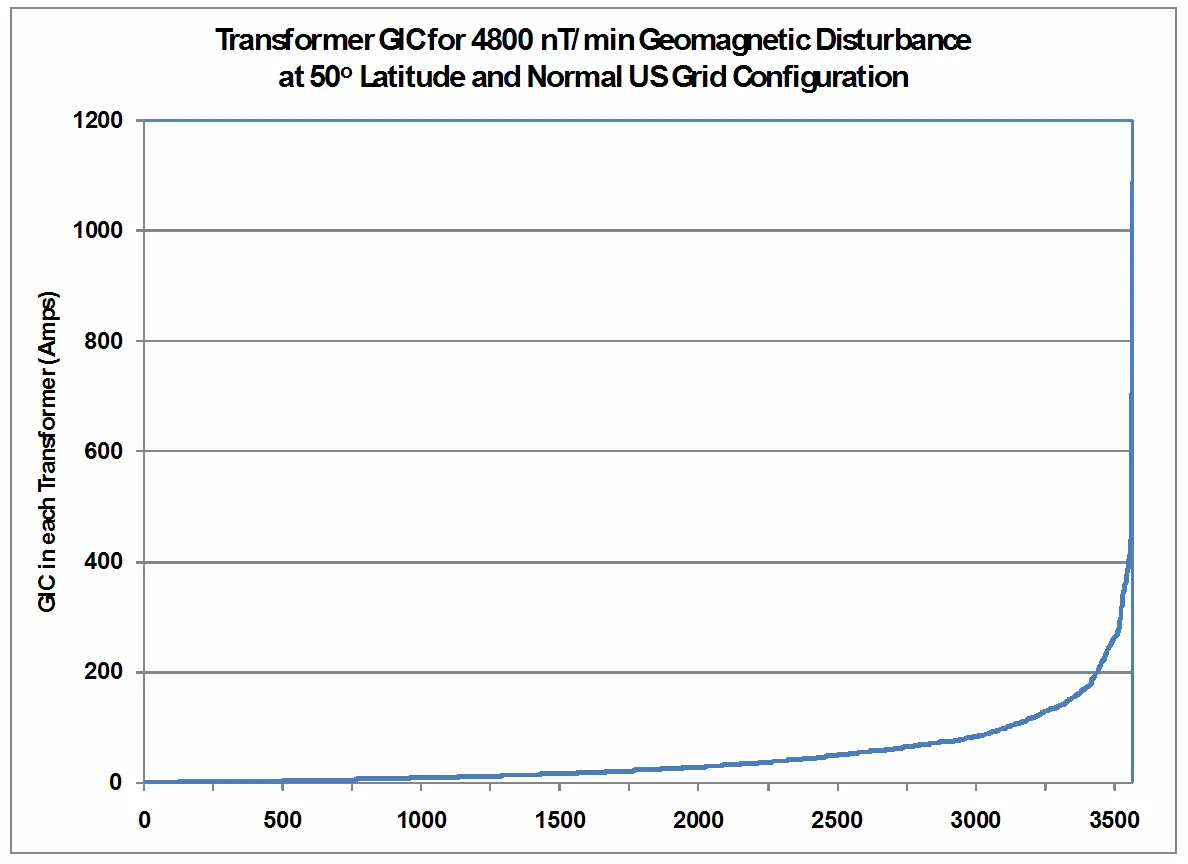 Transformer GIC for 4800 nT/min Geomagnetic Disturbance
at 50º Latitude and Normal US Grid Configuration
1200
1000
800
600
400
200
0
GIC in each Transformer (Amps)
0 500 1000 1500 2000 2500 3000 3500